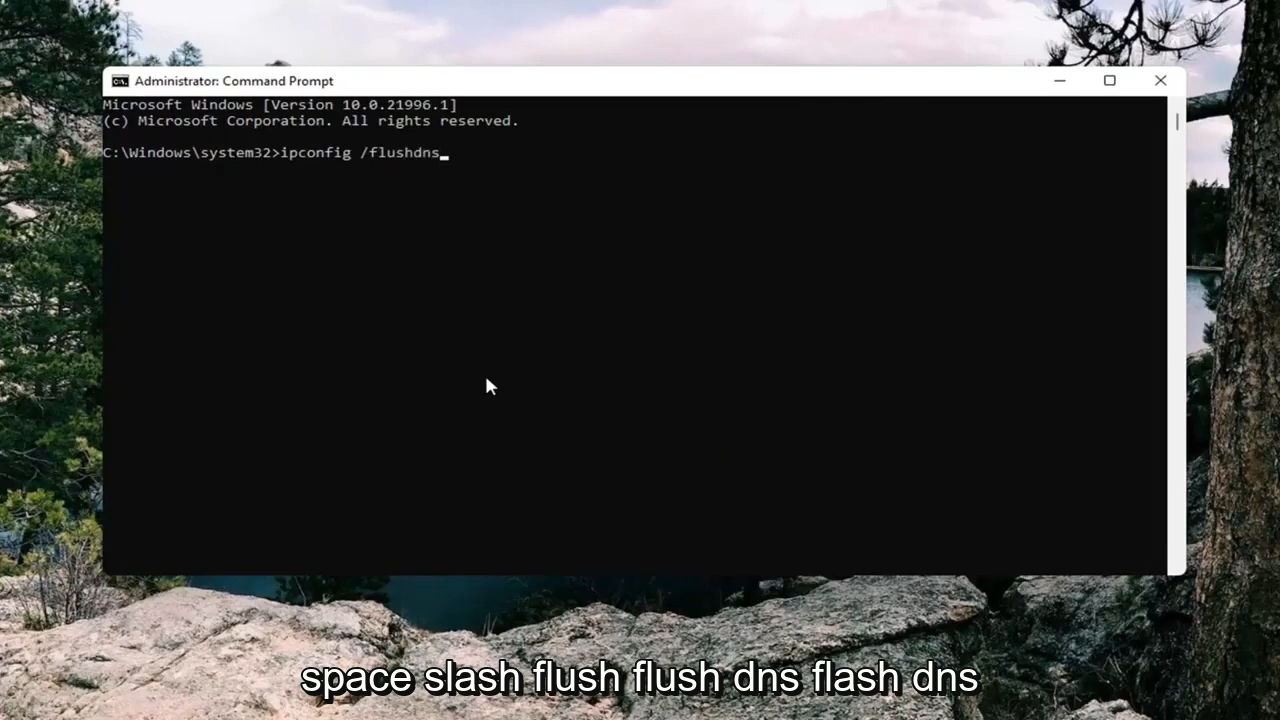 Administrator: Command Prompt
Microsoft Windows [Version 10.0.21996.1]
(c) Microsoft Corporation. All rights reserved.
C:\Windows\system32>ipconfig /flushdns
space slash flush flush dns flash dns